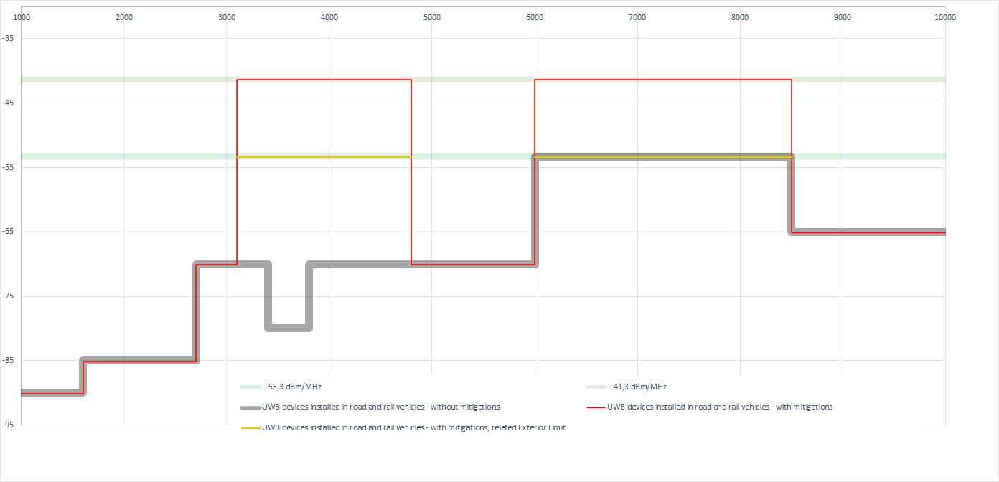 1000 2000 3000 4000 5000 6000 7000 8000 9000 10000
-35
-45
-55
-65
-75
-85
-95
- 53,3 dBm/MHz - 41,3 dBm/MHz
UWB devices installed in road and rail vehicles - without mitigations UWB devices installed in road and rail vehicles - with mitigations
UWB devices installed in road and rail vehicles - with mitigations; related Exterior Limit